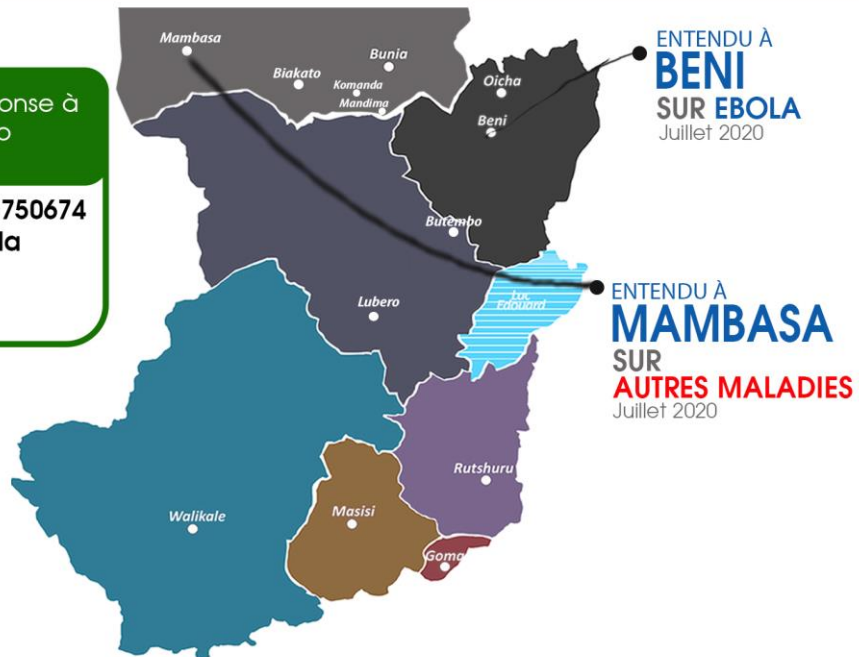 onse à
750674
la
Mambasa
Bunia
Biakato
Komanda
Mandima
Oicha
Beni
Butembo
Lubero
Luc
Edouard
Rutshuru
Masisi
Walikale
Goma
ENTENDU À
BENI
SUR EBOLA
Juillet 2020
ENTENDU À
MAMBASA
SUR
AUTRES MALADIES
Juillet 2020